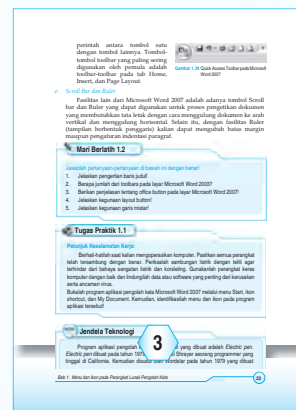 perintah antara tombol satu
dengan tombol lainnya. Tombol-
tombol toolbar yang paling sering
digunakan oleh pemula adalah
toolbar-toolbar pada tab Home,
Insert, dan Page Layout.
Gambar 1.28 Quick Access Toolbar pada Microsoft
Word 2007
e. Scroll Bar dan Ruler
Fasilitas lain dari Microsoft Word 2007 adalah adanya tombol Scroll
bar dan Ruler yang dapat digunakan untuk proses pengetikan dokumen
yang membutuhkan tata letak dengan cara menggulung dokumen ke arah
vertikal dan menggulung horisontal. Selain itu, dengan fasilitas Ruler
(tampilan berbentuk penggaris) kalian dapat mengubah batas margin
maupun pengaturan indentasi paragraf.
Mari Berlatih 1.2
Jawablah pertanyaan-pertanyaan di bawah ini dengan benar!
1. Jelaskan pengertian baris judul!
2. Berapa jumlah dari toolbars pada layer Microsoft Word 2003?
3. Berikan penjelasan tentang office button pada layar Microsoft Word 2007!
4. Jelaskan kegunaan layout button!
5. Jelaskan kegunaan garis mistar!
Tugas Praktik 1.1
Petunjuk Keselamatan Kerja:
Berhati-hatilah saat kalian mengoperasikan komputer. Pastikan semua perangkat
telah tersambung dengan benar. Periksalah sambungan listrik dengan teliti agar
terhindar dari bahaya sengatan listrik dan konsleting. Gunakanlah perangkat keras
komputer dengan baik dan lindungilah data atau software yang penting dari kerusakan
serta ancaman virus.
Bukalah program aplikasi pengolah kata Microsoft Word 2007 melalui menu Start, ikon
shortcut, dan My Document. Kemudian, identifikasilah menu dan ikon pada program
aplikasi tersebut!
Jendela Teknologi
Program aplikasi pengolah yang dibuat adalah Electric pen.
Electric pen dibuat pada tahun 197 Shrayer seorang programmer yang
tinggal di California. Kemudian disusul Wordstar pada tahun 1979 yang dibuat
3
Bab 1: Menu dan Ikon pada Perangkat Lunak Pengolah Kata
23